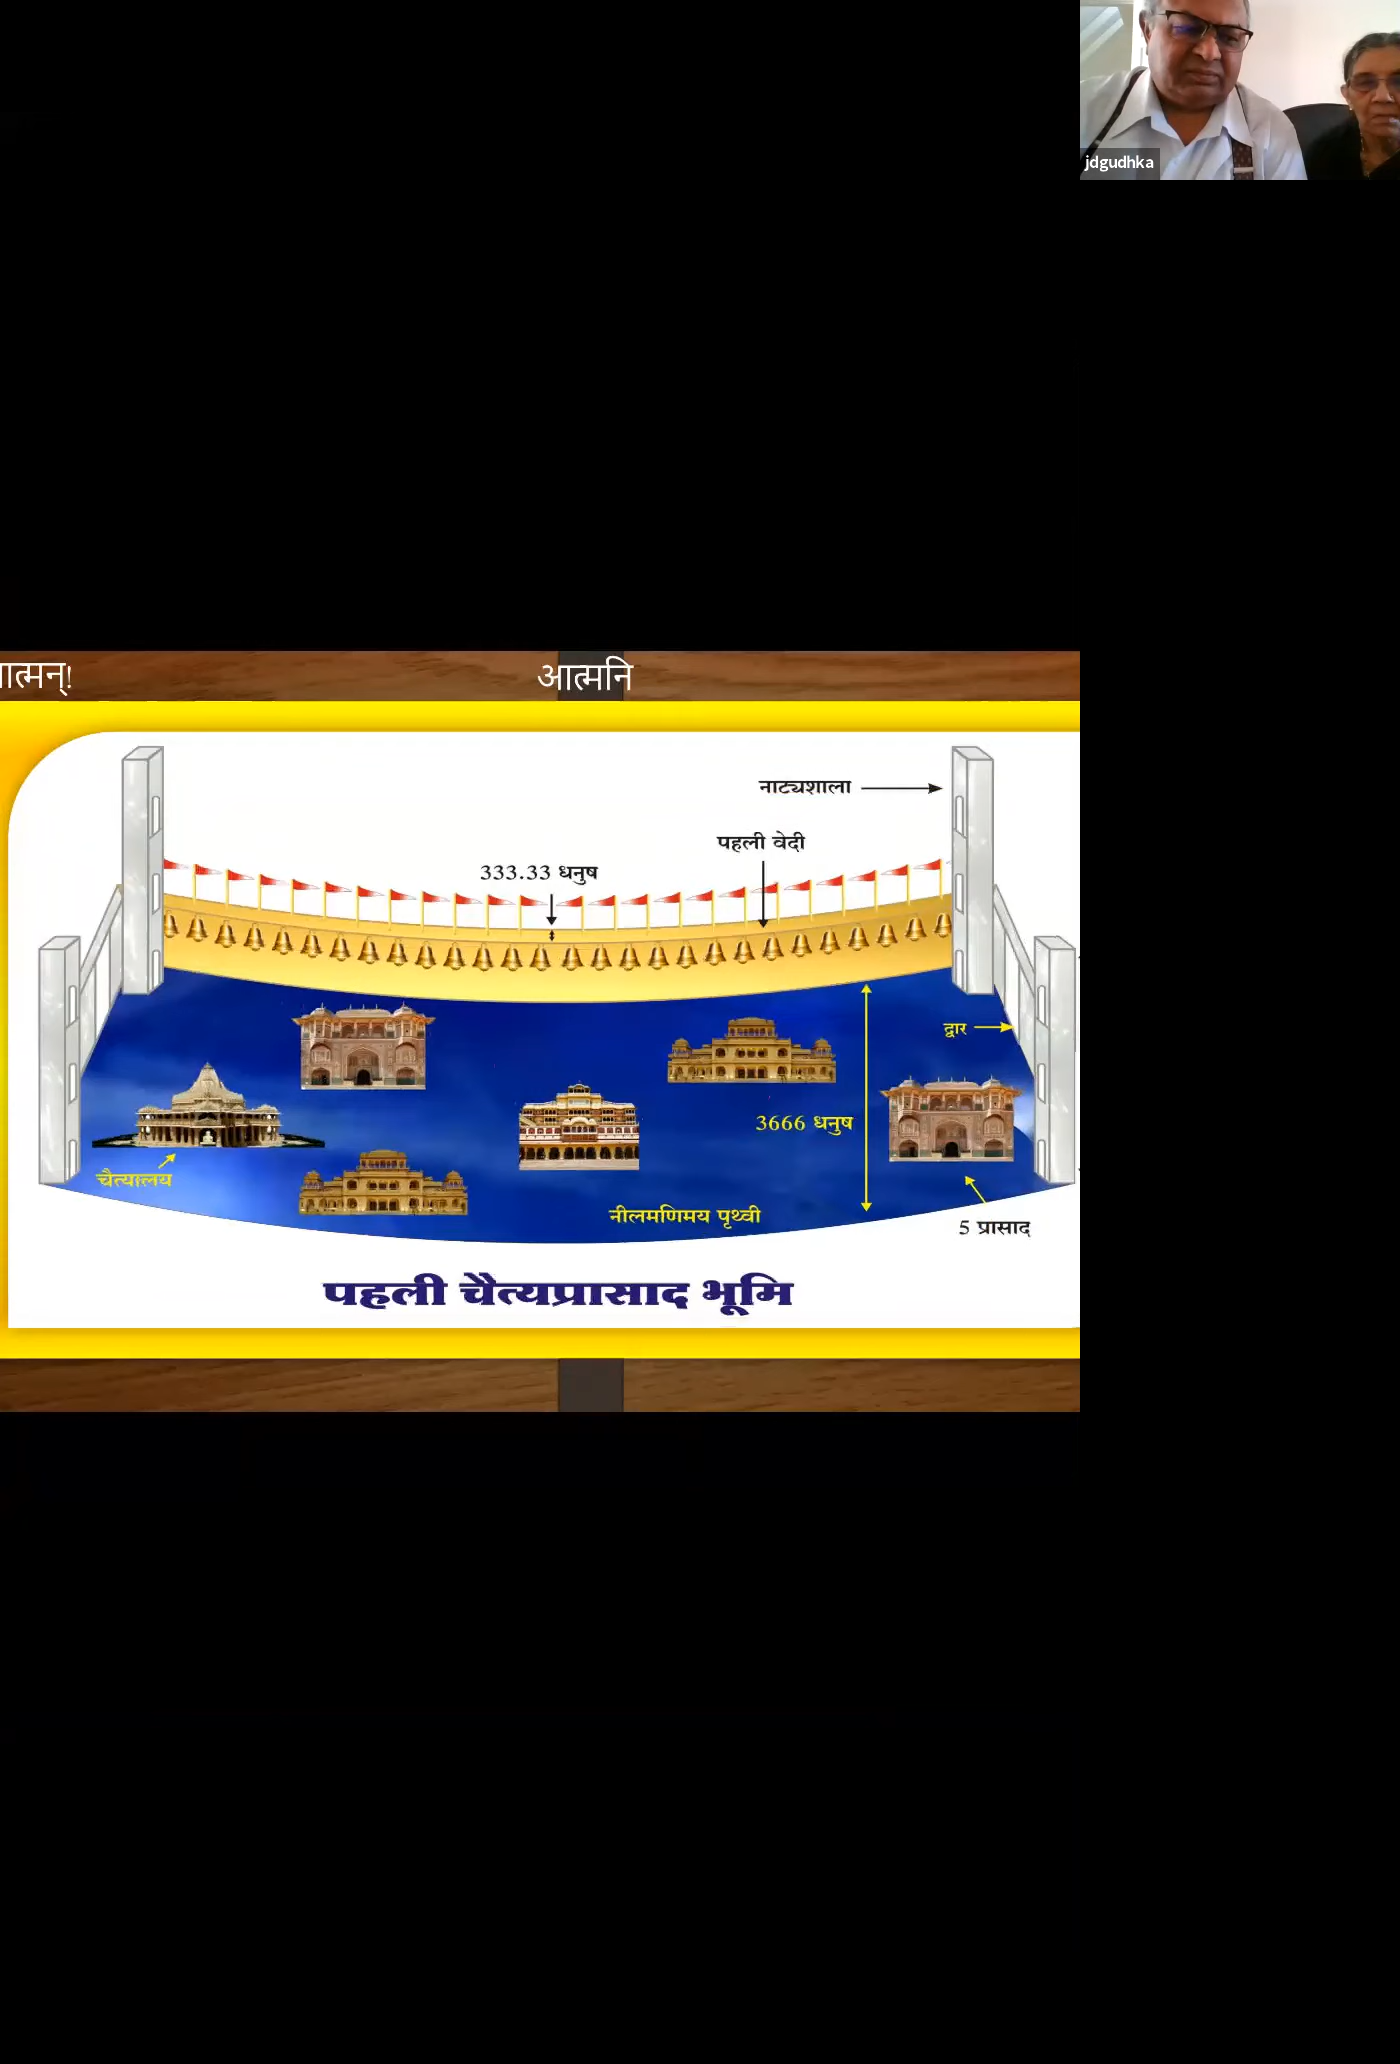 jdgudhka
ात्मन्! आत्मनि
नाट्यशाला
पहली वेदी
333.33 धनुष
द्वार
3666 धनुष
चैत्यालय
नीलमणिमय पृथ्वी
5 प्रासाद
पहली चैत्यप्रासाद भूमि